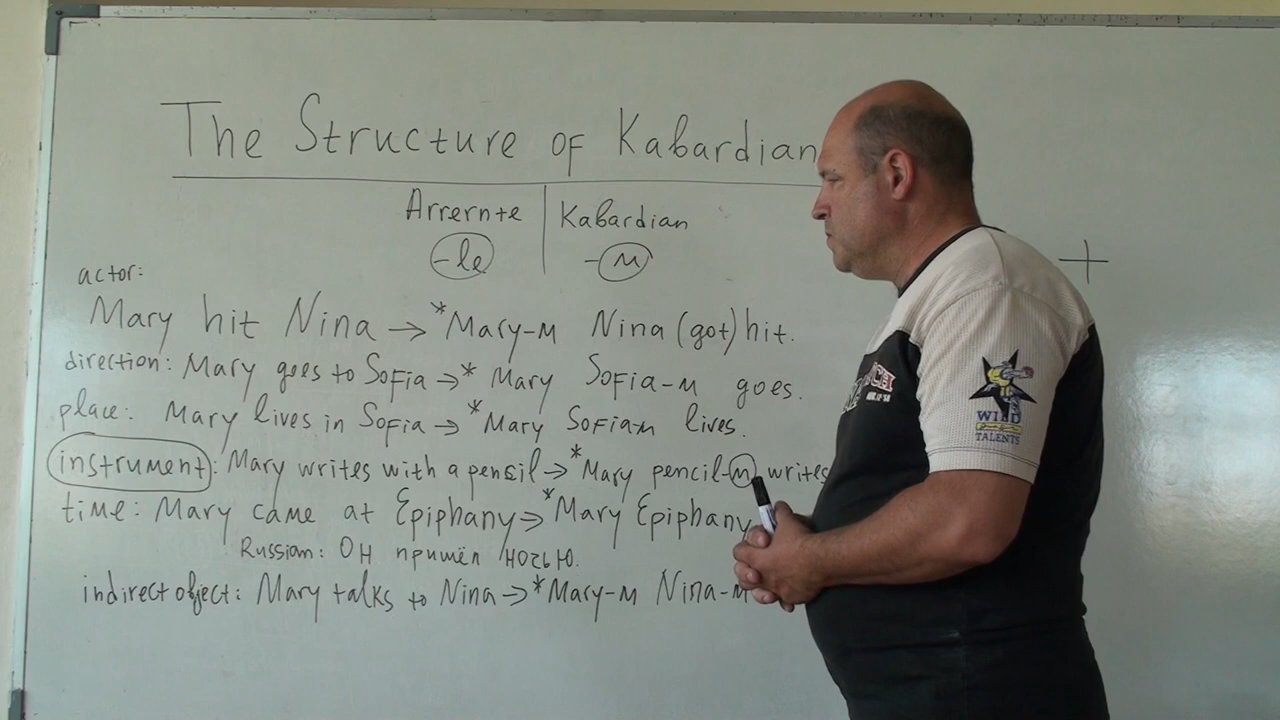 The Structure of Kabardian
Arrernte | Kabardian
-le -м
actor:
Mary hit Nina → *Mary-м Nina (got) hit.
direction: Mary goes to Sofia → * Mary Sofia-м goes.
place: Mary lives in Sofia → *Mary Sofia-м lives.
instrument: Mary writes with a pencil → *Mary pencil-м writes
time: Mary came at Epiphany → *Mary Epiphany
Russian: Он пришёл ночью.
indirect object: Mary talks to Nina → *Mary-м Nina-м
+
WILD
TALENTS